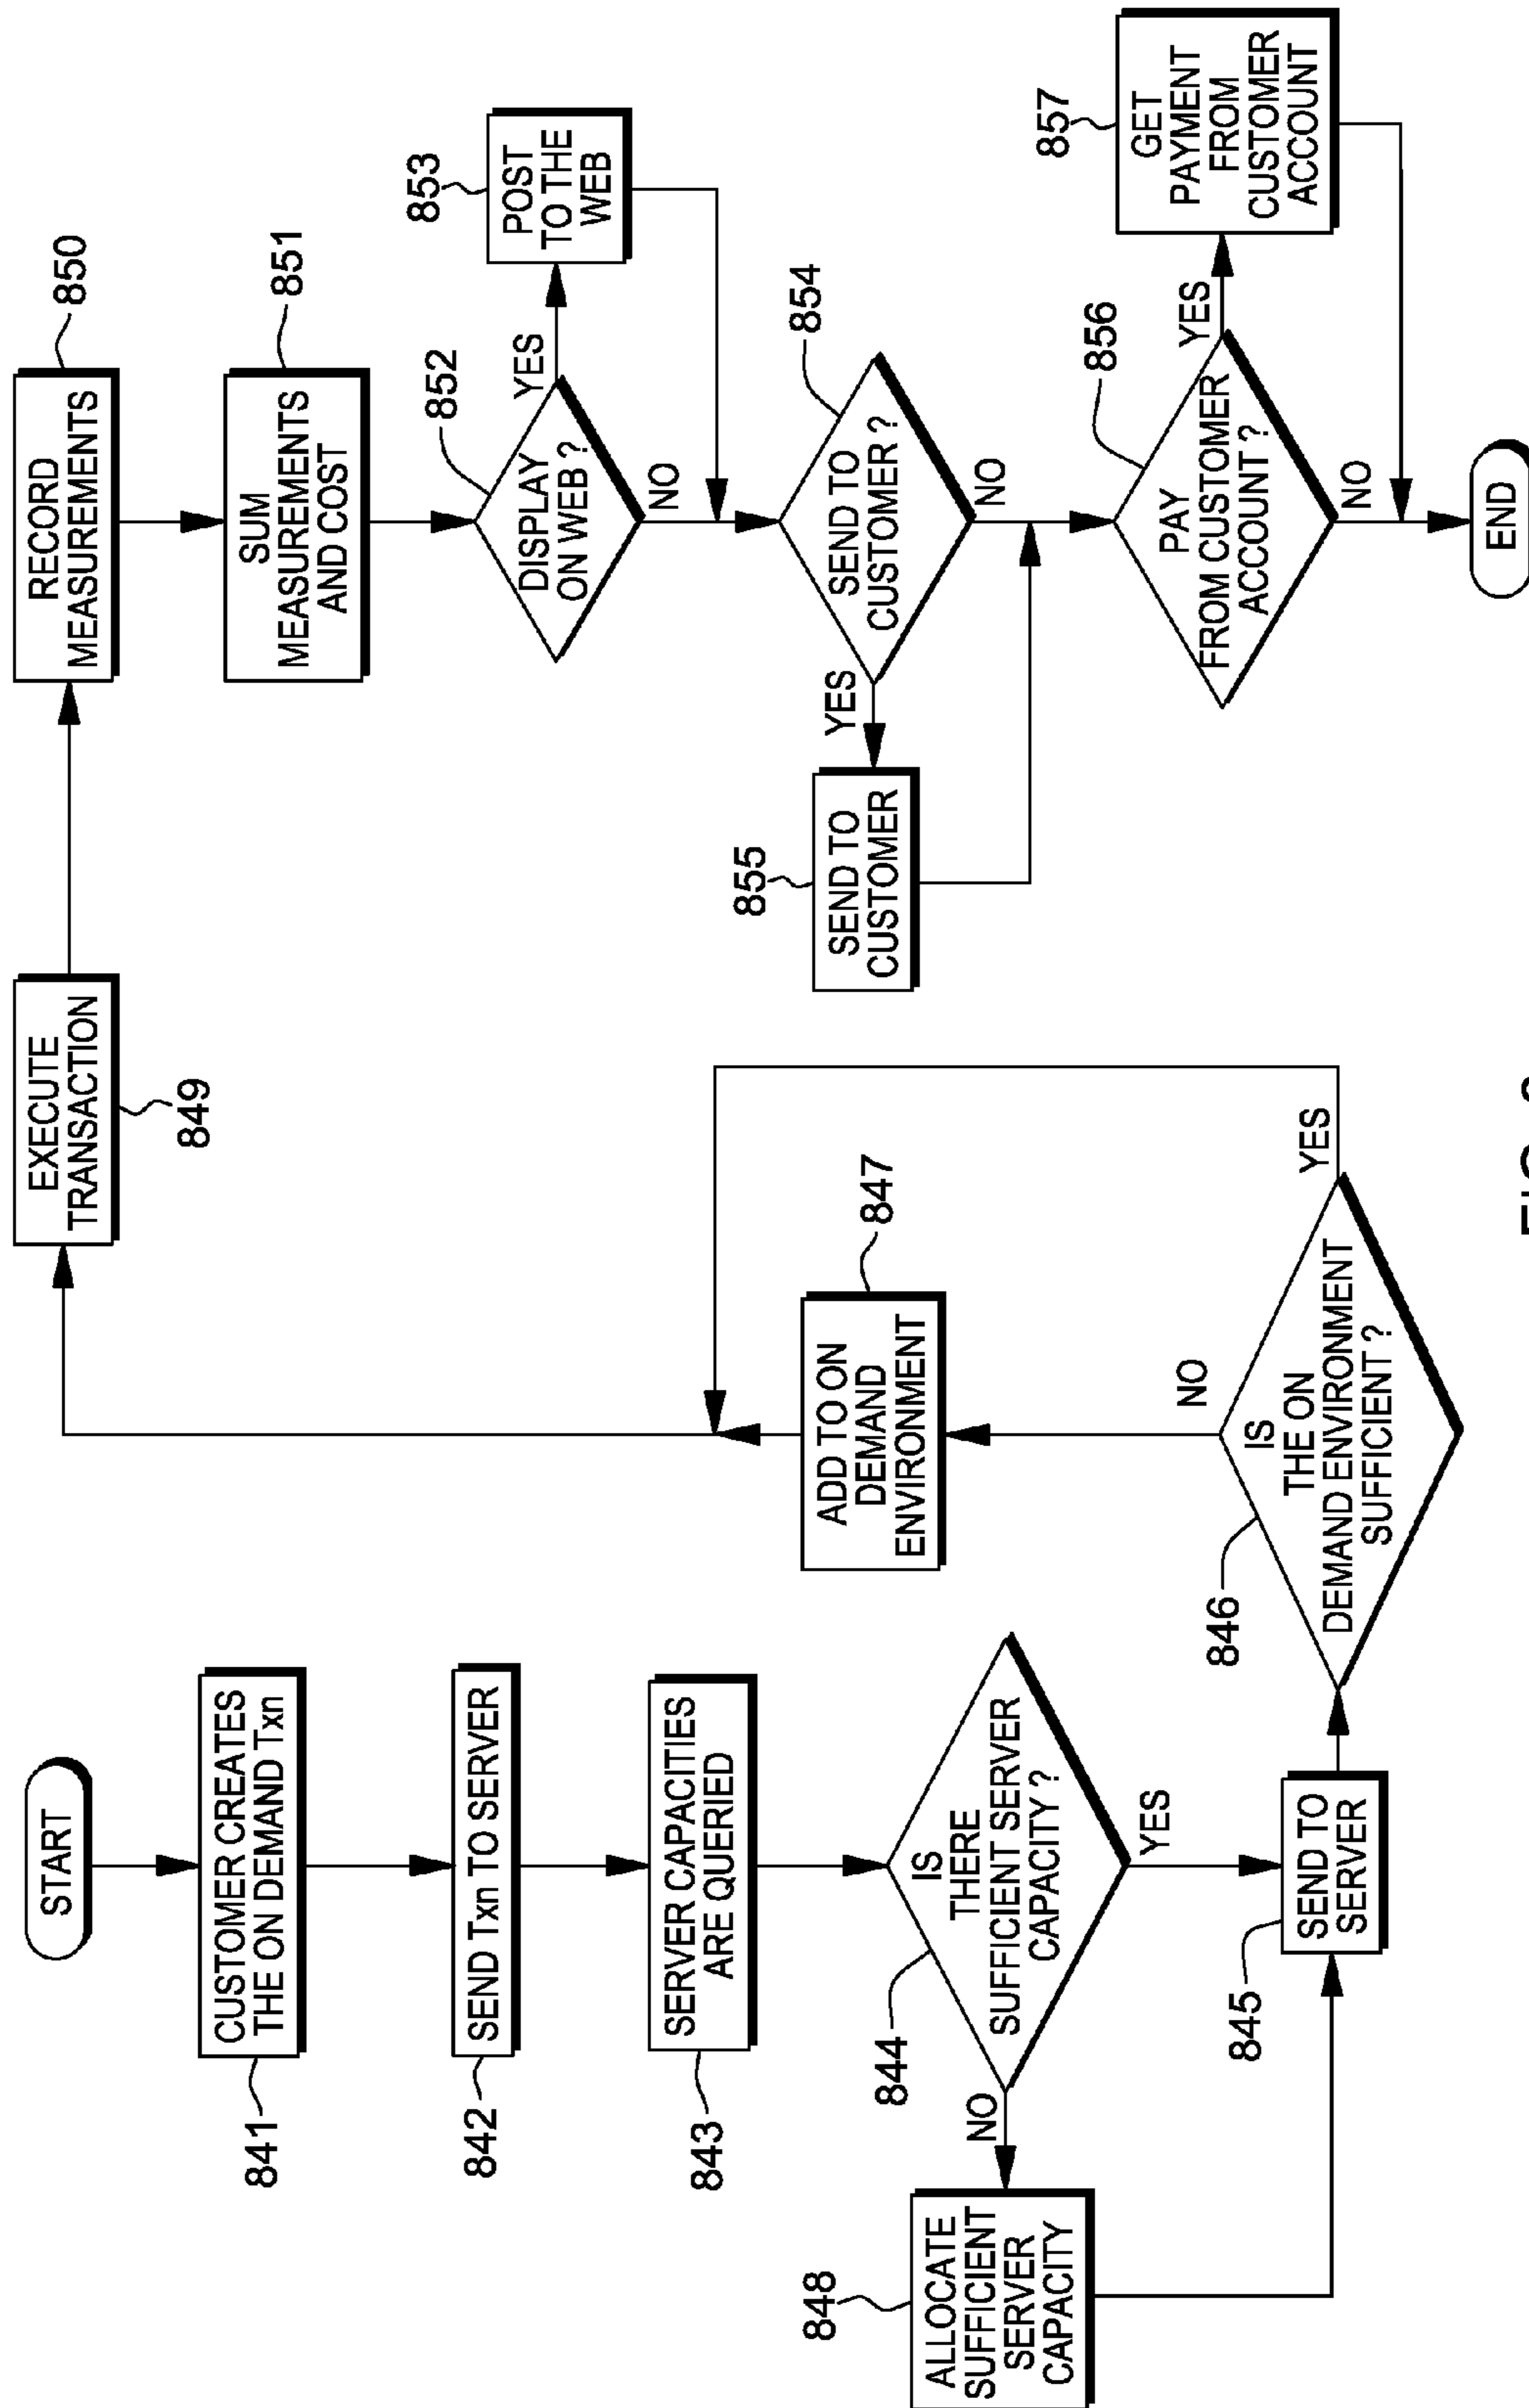 START
CUSTOMER CREATES
THE ON DEMAND Txn
841
SEND Txn TO SERVER
842
SERVER CAPACITIES
ARE QUERIED
843
IS
THERE
SUFFICIENT SERVER
CAPACITY ?
844
NO
YES
ALLOCATE
SUFFICIENT
SERVER
CAPACITY
848
SEND TO
SERVER
845
IS
THE ON
DEMAND ENVIRONMENT
SUFFICIENT ?
846
NO
YES
ADD TO ON
DEMAND
ENVIRONMENT
847
EXECUTE
TRANSACTION
849
RECORD
MEASUREMENTS
850
SUM
MEASUREMENTS
AND COST
851
DISPLAY
ON WEB ?
852
YES
NO
POST
TO THE
WEB
853
SEND TO
CUSTOMER ?
854
YES
NO
SEND TO
CUSTOMER
855
PAY
FROM CUSTOMER
ACCOUNT ?
856
YES
NO
GET
PAYMENT
FROM
CUSTOMER
ACCOUNT
857
END